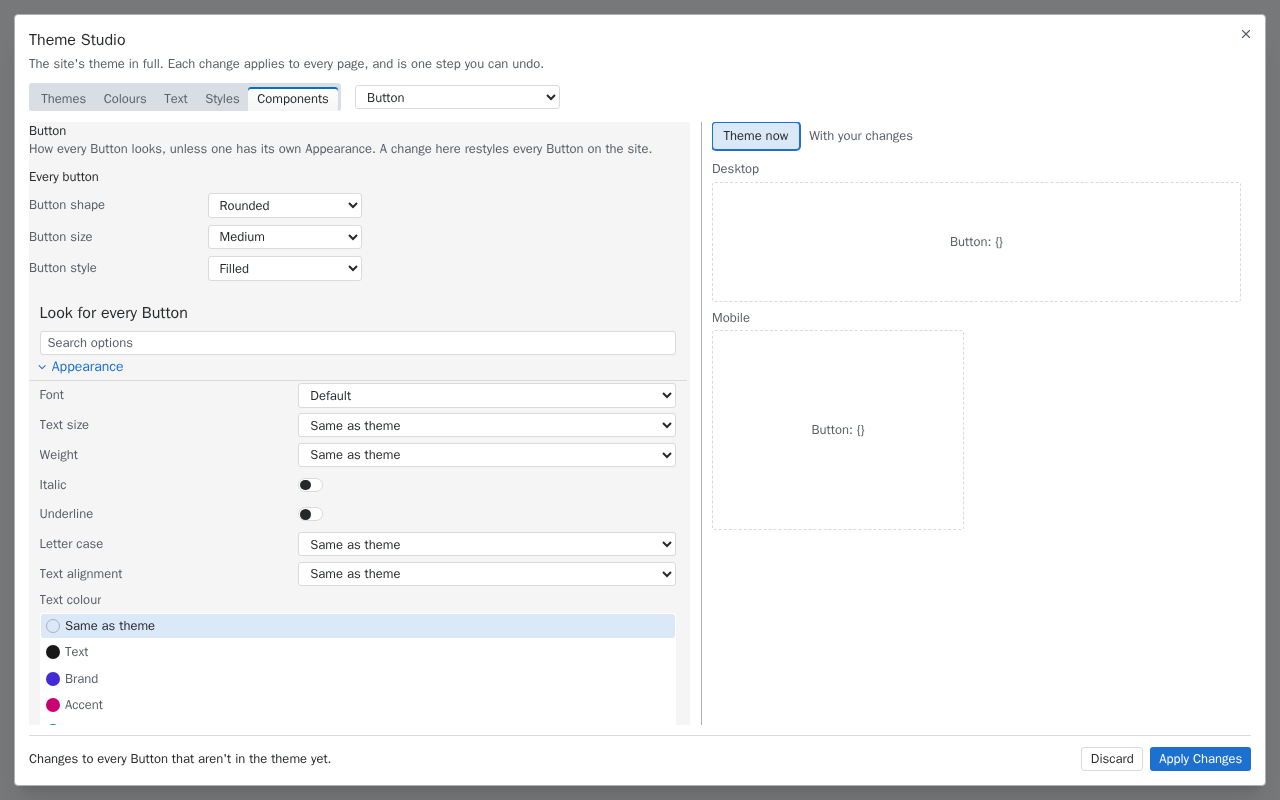 Theme Studio
The site's theme in full. Each change applies to every page, and is one step you can undo.
Themes Colours Text Styles Components Button
Button
How every Button looks, unless one has its own Appearance. A change here restyles every Button on the site.
Every button
Button shape Rounded
Button size Medium
Button style Filled
Look for every Button
Search options
Appearance
Font Default
Text size Same as theme
Weight Same as theme
Italic
Underline
Letter case Same as theme
Text alignment Same as theme
Text colour
Same as theme
Text
Brand
Accent
Theme now With your changes
Desktop
Button: {}
Mobile
Button: {}
Changes to every Button that aren't in the theme yet.
Discard Apply Changes